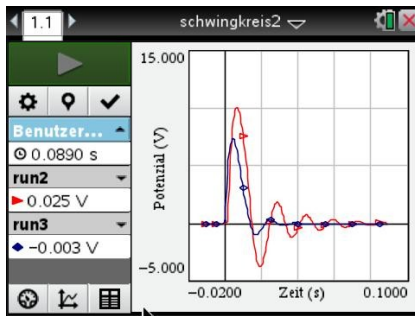 1.1
schwingkreis2
Benutzer...
0.0890 s
run2
0.025 V
run3
-0.003 V
15.000
Potenzial (V)
-5.000
-0.0200
Zeit (s)
0.1000